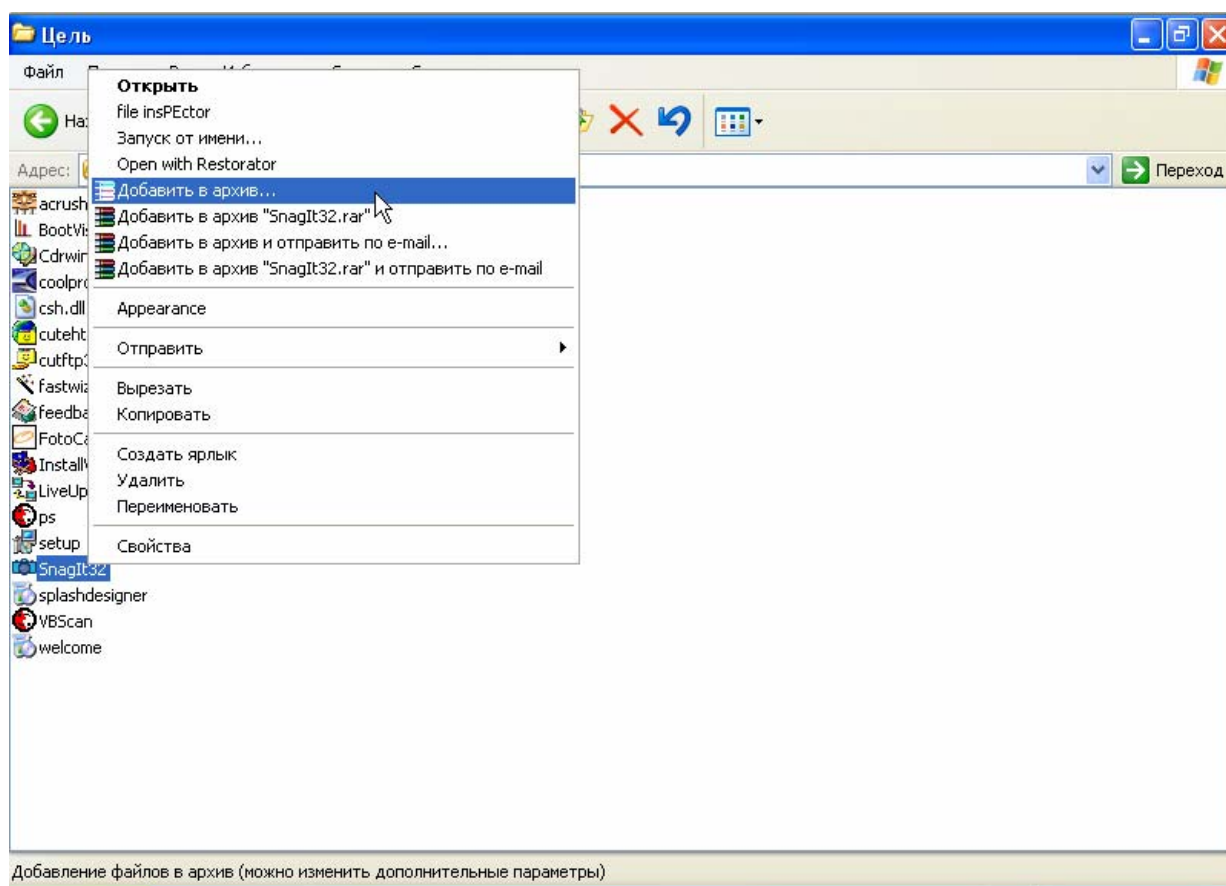 Цель
Файл
Открыть
file insPEctor
Запуск от имени...
Open with Restorator
Адрес:
Переход
Добавить в архив...
Добавить в архив "SnagIt32.rar"
Добавить в архив и отправить по e-mail...
Добавить в архив "SnagIt32.rar" и отправить по e-mail
Appearance
Отправить
Вырезать
Копировать
Создать ярлык
Удалить
Переименовать
Свойства
acrush
BootVi
Cdrwin
coolpro
csh.dll
cuteht
cutftp3
fastwiz
feedba
FotoCa
Install
LiveUp
ps
setup
SnagIt32
splashdesigner
VBScan
welcome
Добавление файлов в архив (можно изменить дополнительные параметры)